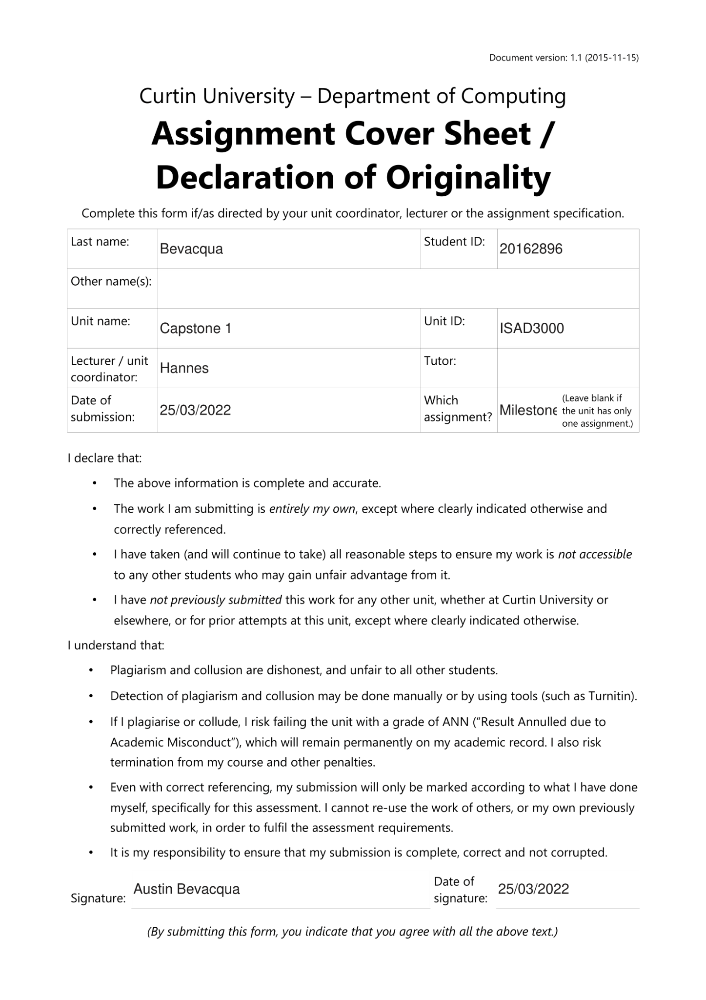 Document version: 1.1 (2015-11-15)
Curtin University – Department of Computing
Assignment Cover Sheet /
Declaration of Originality
Complete this form if/as directed by your unit coordinator, lecturer or the assignment specification.
Last name: Bevacqua Student ID: 20162896
Other name(s):
Unit name: Capstone 1 Unit ID: ISAD3000
Lecturer / unit coordinator: Hannes Tutor:
Date of submission: 25/03/2022 Which assignment? Milestone (Leave blank if the unit has only one assignment.)
I declare that:
• The above information is complete and accurate.
• The work I am submitting is entirely my own, except where clearly indicated otherwise and
correctly referenced.
• I have taken (and will continue to take) all reasonable steps to ensure my work is not accessible
to any other students who may gain unfair advantage from it.
• I have not previously submitted this work for any other unit, whether at Curtin University or
elsewhere, or for prior attempts at this unit, except where clearly indicated otherwise.
I understand that:
• Plagiarism and collusion are dishonest, and unfair to all other students.
• Detection of plagiarism and collusion may be done manually or by using tools (such as Turnitin).
• If I plagiarise or collude, I risk failing the unit with a grade of ANN (“Result Annulled due to
Academic Misconduct”), which will remain permanently on my academic record. I also risk
termination from my course and other penalties.
• Even with correct referencing, my submission will only be marked according to what I have done
myself, specifically for this assessment. I cannot re-use the work of others, or my own previously
submitted work, in order to fulfil the assessment requirements.
• It is my responsibility to ensure that my submission is complete, correct and not corrupted.
Signature: Austin Bevacqua Date of signature: 25/03/2022
(By submitting this form, you indicate that you agree with all the above text.)